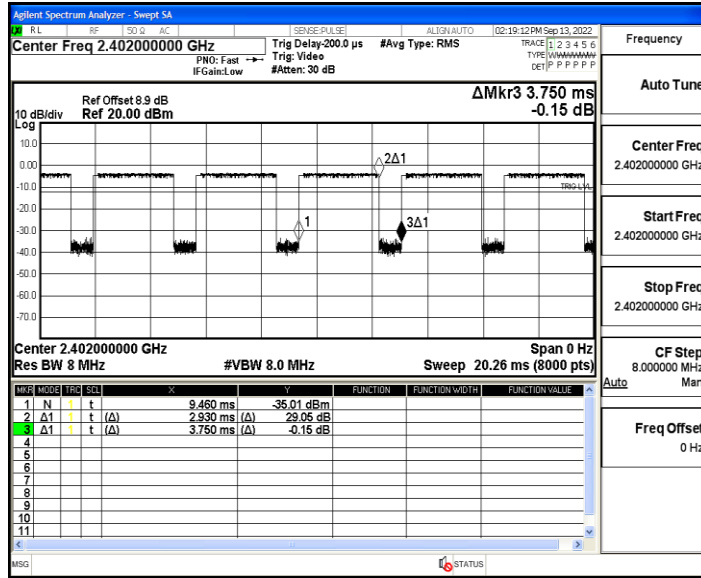 Agilent Spectrum Analyzer - Swept SA
LXI RL RF 50 Ω AC SENSE:PULSE ALIGN AUTO 02:19:12 PM Sep 13, 2022
Center Freq 2.402000000 GHz
PNO: Fast
IFGain:Low
Trig Delay-200.0 µs
Trig: Video
#Atten: 30 dB
#Avg Type: RMS
TRACE 1 2 3 4 5 6
TYPE WWWWWW
DET P P P P P P
Frequency
Auto Tune
Center Freq
2.402000000 GHz
Start Freq
2.402000000 GHz
Stop Freq
2.402000000 GHz
CF Step
8.000000 MHz
Auto Man
Freq Offset
0 Hz
ΔMkr3 3.750 ms
-0.15 dB
Ref Offset 8.9 dB
10 dB/div Ref 20.00 dBm
Log
10.0
0.00
-10.0
-20.0
-30.0
-40.0
-50.0
-60.0
-70.0
2Δ1
TRIG LVL
1
3Δ1
Center 2.402000000 GHz Span 0 Hz
Res BW 8 MHz #VBW 8.0 MHz Sweep 20.26 ms (8000 pts)
MKR MODE TRC SCL X Y FUNCTION FUNCTION WIDTH FUNCTION VALUE
1 N 1 t 9.460 ms -35.01 dBm
2 Δ1 1 t (Δ) 2.930 ms (Δ) 29.05 dB
3 Δ1 1 t (Δ) 3.750 ms (Δ) -0.15 dB
4
5
6
7
8
9
10
11
MSG STATUS